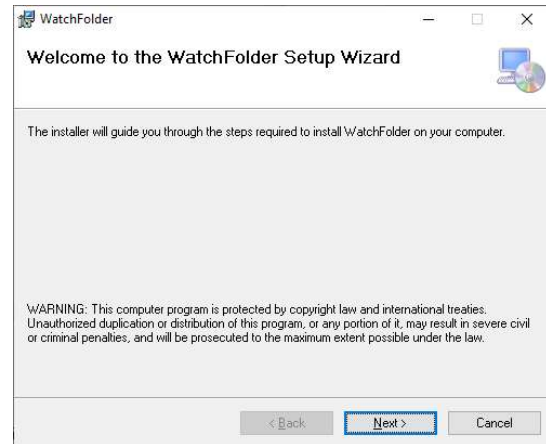 WatchFolder
Welcome to the WatchFolder Setup Wizard
The installer will guide you through the steps required to install WatchFolder on your computer.
WARNING: This computer program is protected by copyright law and international treaties.
Unauthorized duplication or distribution of this program, or any portion of it, may result in severe civil
or criminal penalties, and will be prosecuted to the maximum extent possible under the law.
< Back Next > Cancel